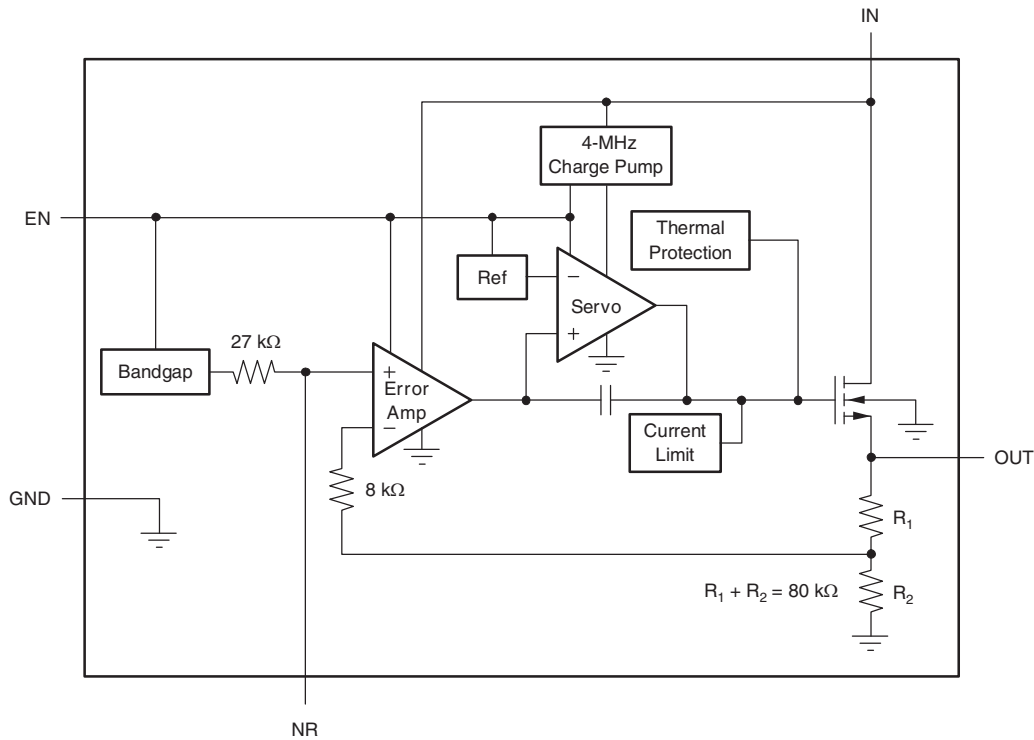 IN
4-MHz
Charge Pump
EN
Thermal
Protection
Ref
−
Servo
+
27 kΩ
Bandgap
+
Error
Amp
−
Current
Limit
OUT
8 kΩ
GND
R1
R1 + R2 = 80 kΩ
R2
NR